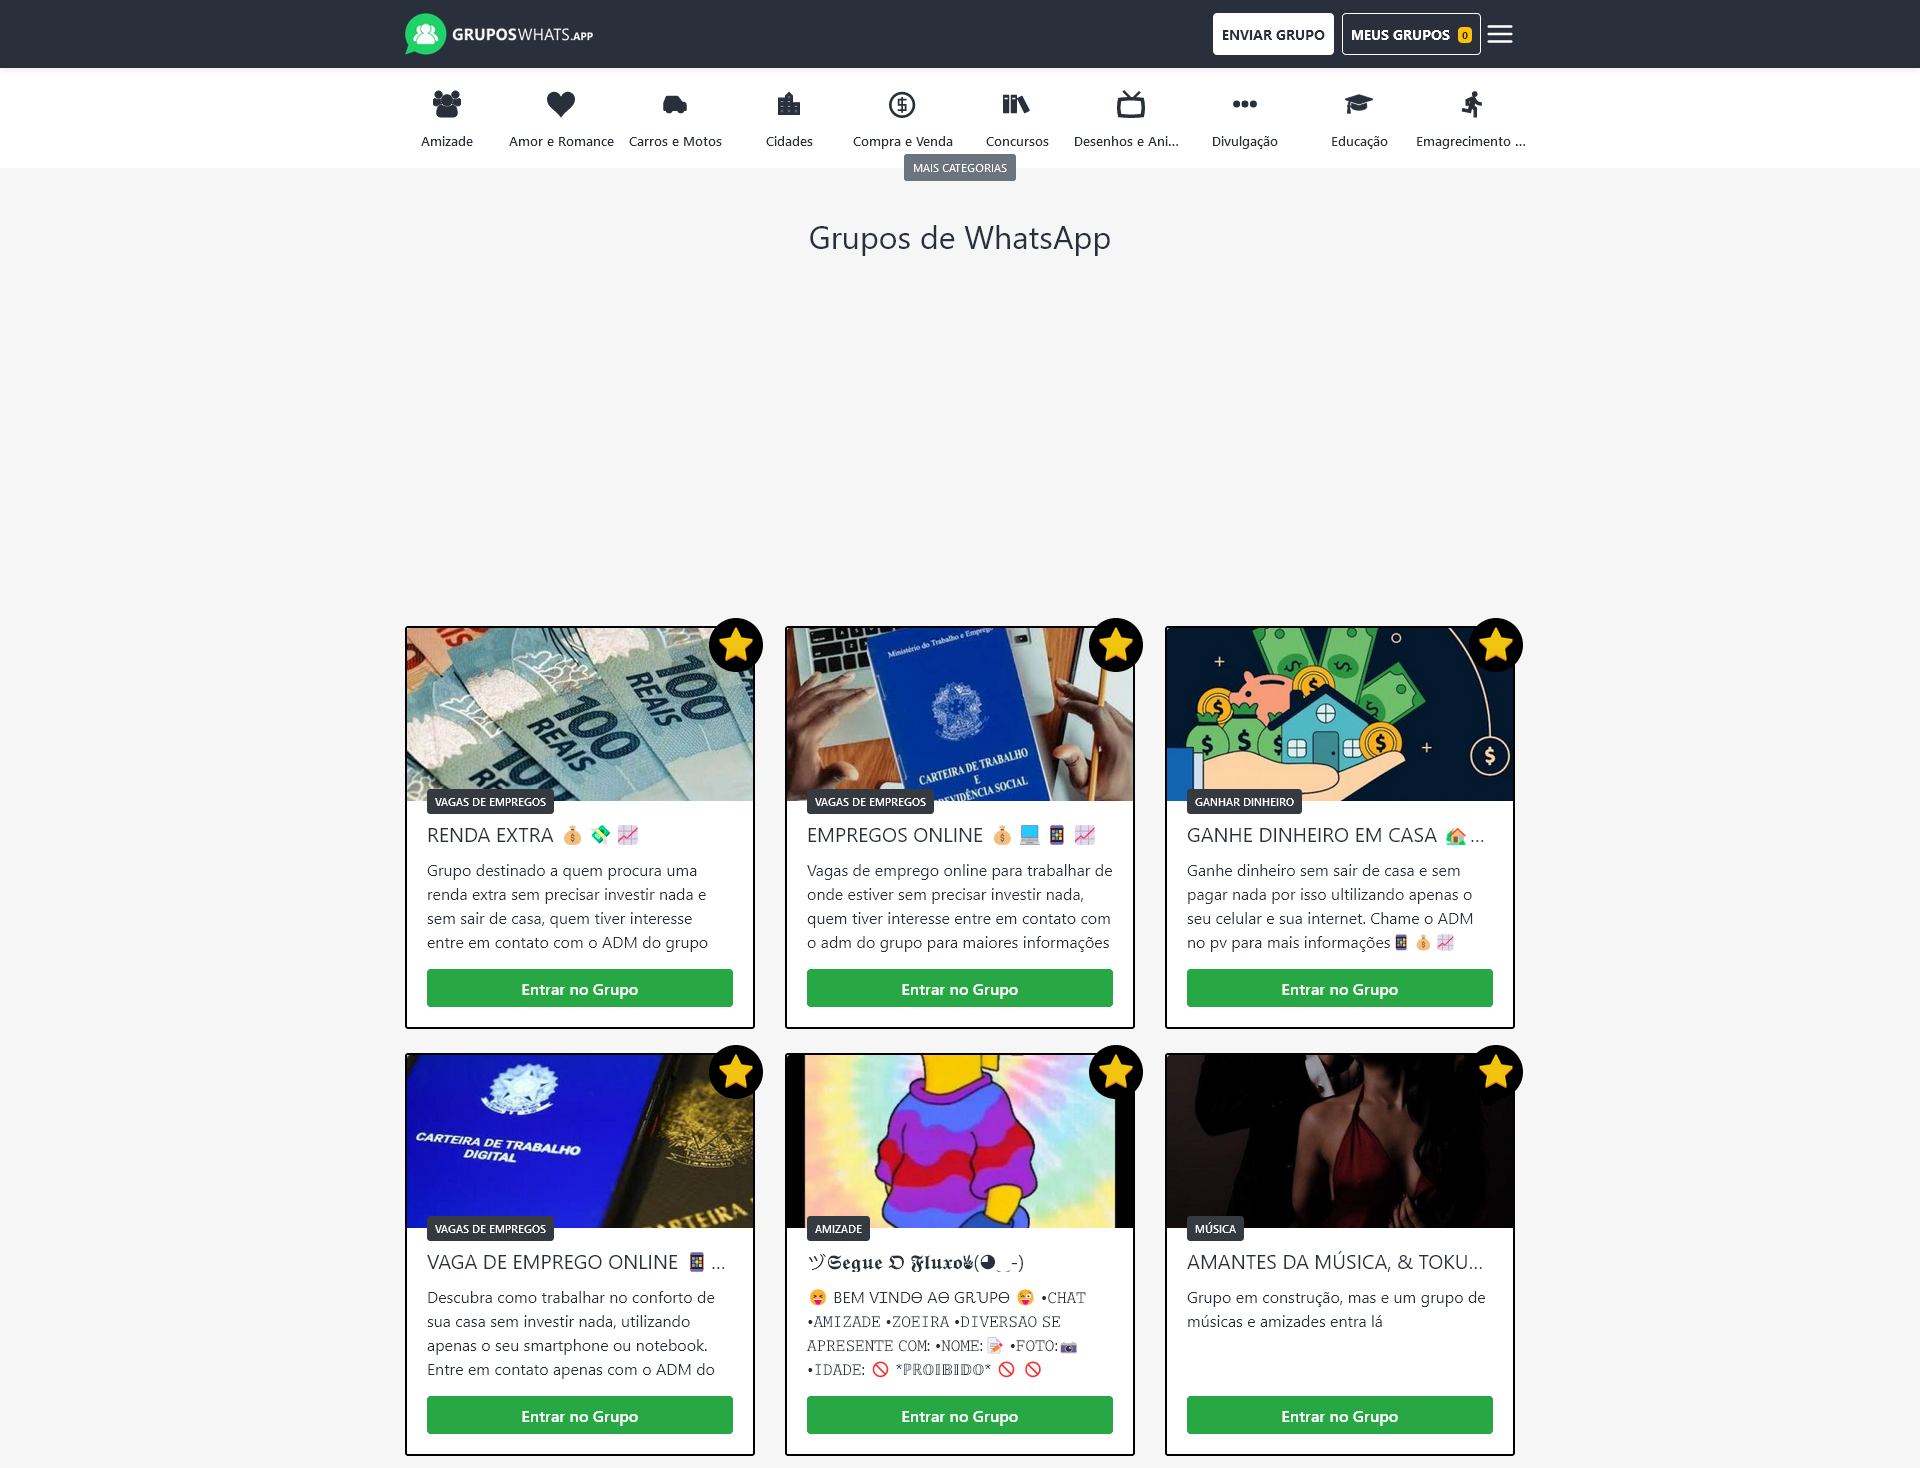 GRUPOSWHATS.APP
ENVIAR GRUPO
MEUS GRUPOS 0
Amizade
Amor e Romance
Carros e Motos
Cidades
Compra e Venda
Concursos
Desenhos e Ani...
Divulgação
Educação
Emagrecimento ...
MAIS CATEGORIAS
Grupos de WhatsApp
100
REAIS
100
REAIS
VAGAS DE EMPREGOS
RENDA EXTRA 💰 💸 📈
Grupo destinado a quem procura uma
renda extra sem precisar investir nada e
sem sair de casa, quem tiver interesse
entre em contato com o ADM do grupo
Entrar no Grupo
Ministério do Trabalho e Emprego
CARTEIRA DE TRABALHO
E
PREVIDÊNCIA SOCIAL
VAGAS DE EMPREGOS
EMPREGOS ONLINE 💰 💻 📱 📈
Vagas de emprego online para trabalhar de
onde estiver sem precisar investir nada,
quem tiver interesse entre em contato com
o adm do grupo para maiores informações
Entrar no Grupo
GANHAR DINHEIRO
GANHE DINHEIRO EM CASA 🏠...
Ganhe dinheiro sem sair de casa e sem
pagar nada por isso ultilizando apenas o
seu celular e sua internet. Chame o ADM
no pv para mais informações📱 💰 📈
Entrar no Grupo
CARTEIRA DE TRABALHO
DIGITAL
CARTEIRA
VAGAS DE EMPREGOS
VAGA DE EMPREGO ONLINE 📱...
Descubra como trabalhar no conforto de
sua casa sem investir nada, utilizando
apenas o seu smartphone ou notebook.
Entre em contato apenas com o ADM do
Entrar no Grupo
AMIZADE
ヅ𝕾𝖊𝖌𝖚𝖊 𝕺 𝕱𝖑𝖚𝖝𝖔✌(◕‿-)
😝 BEM VINDO AO GRUPO 😜 •CHAT
•AMIZADE •ZOEIRA •DIVERSAO SE
APRESENTE COM: •NOME:📝 •FOTO:📷
•IDADE: 🚫 *ℙℝ𝕆𝕀𝔹𝕀𝔻𝕆* 🚫 🚫
Entrar no Grupo
MÚSICA
AMANTES DA MÚSICA, & TOKU...
Grupo em construção, mas e um grupo de
músicas e amizades entra lá
Entrar no Grupo